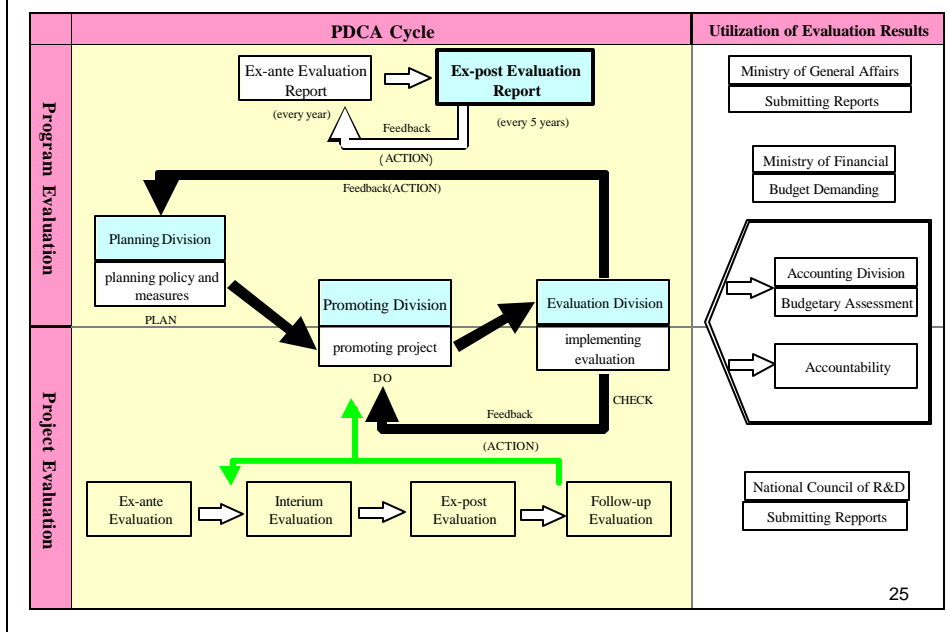 PDCA Cycle
Utilization of Evaluation Results
Program Evaluation
Ex-ante Evaluation
Report
(every year)
Ex-post Evaluation
Report
(every 5 years)
Feedback
(ACTION)
Feedback(ACTION)
Planning Division
planning policy and
measures
PLAN
Promoting Division
promoting project
DO
Evaluation Division
implementing
evaluation
CHECK
Feedback
(ACTION)
Project Evaluation
Ex-ante
Evaluation
Interium
Evaluation
Ex-post
Evaluation
Follow-up
Evaluation
Ministry of General Affairs
Submitting Reports
Ministry of Financial
Budget Demanding
Accounting Division
Budgetary Assessment
Accountability
National Council of R&D
Submitting Repports
25